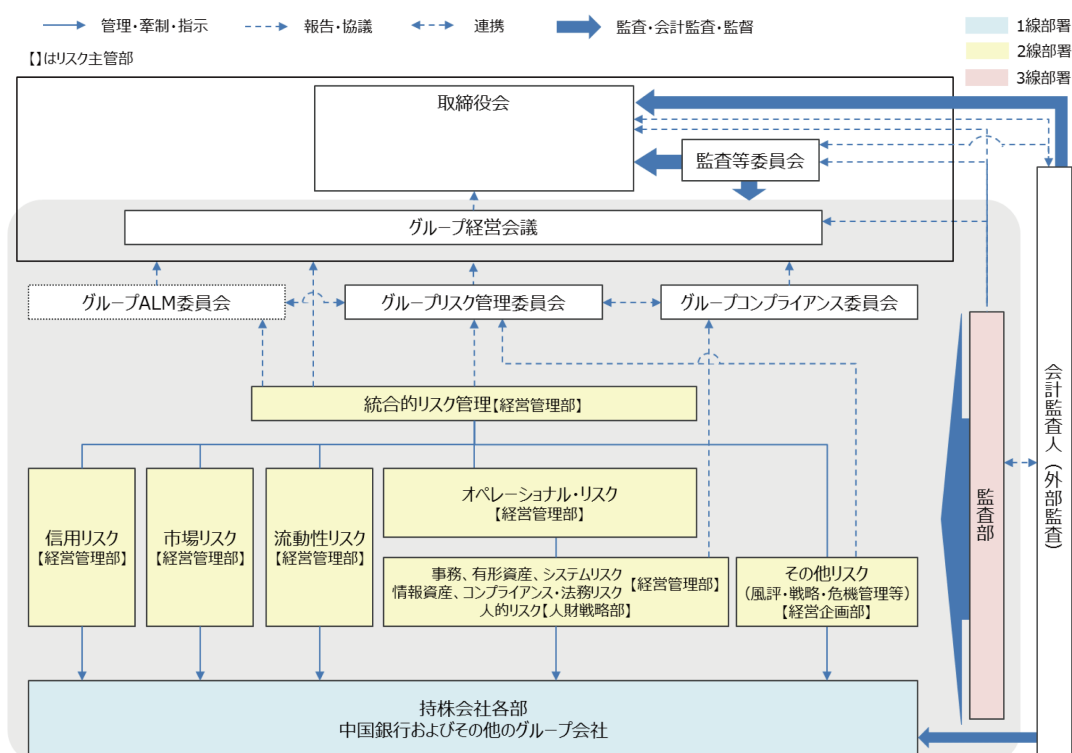 管理・牽制・指示
報告・協議
連携
監査・会計監査・監督
1線部署
2線部署
3線部署
【】はリスク主管部
取締役会
監査等委員会
グループ経営会議
グループALM委員会
グループリスク管理委員会
グループコンプライアンス委員会
統合的リスク管理【経営管理部】
信用リスク
【経営管理部】
市場リスク
【経営管理部】
流動性リスク
【経営管理部】
オペレーショナル・リスク
【経営管理部】
事務、有形資産、システムリスク
情報資産、コンプライアンス・法務リスク
【経営管理部】
人的リスク【人財戦略部】
その他リスク
（風評・戦略・危機管理等）
【経営企画部】
監査部
会計監査人（外部監査）
持株会社各部
中国銀行およびその他のグループ会社